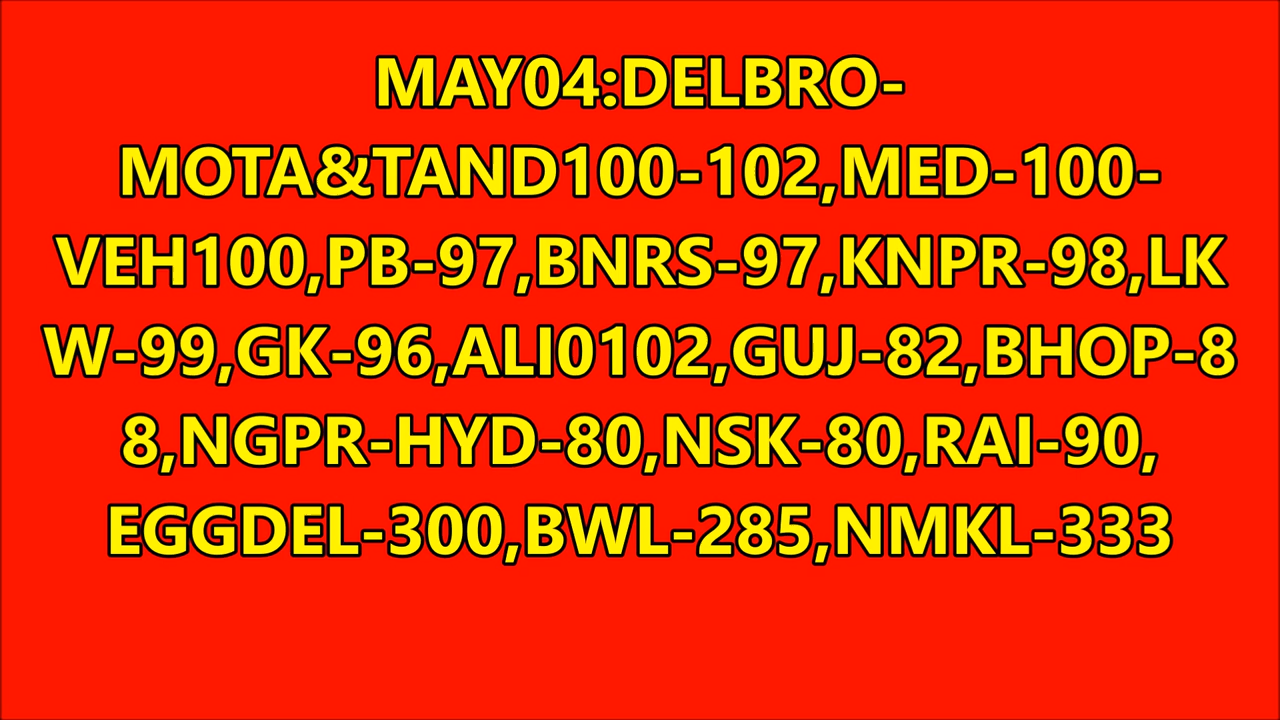 MAY04:DELBRO-
MOTA&TAND100-102,MED-100-
VEH100,PB-97,BNRS-97,KNPR-98,LK
W-99,GK-96,ALI0102,GUJ-82,BHOP-8
8,NGPR-HYD-80,NSK-80,RAI-90,
EGGDEL-300,BWL-285,NMKL-333